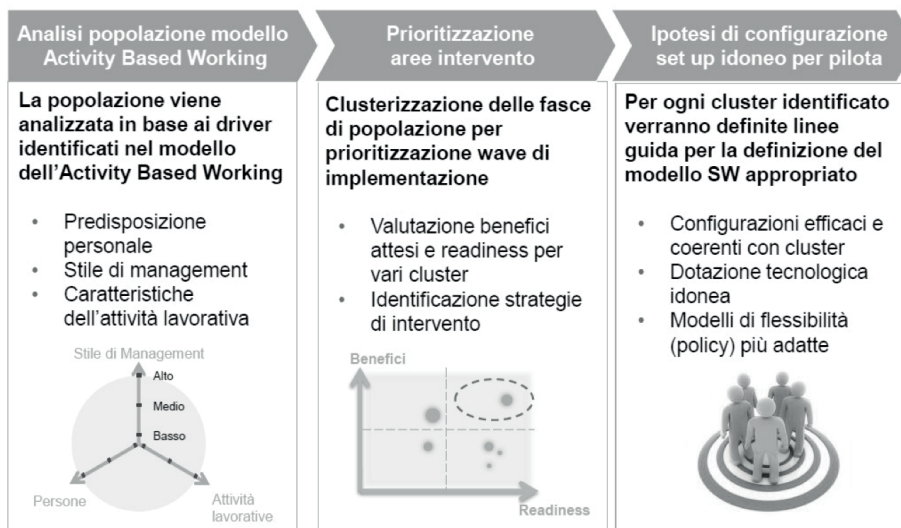 Analisi popolazione modello
Activity Based Working
La popolazione viene
analizzata in base ai driver
identificati nel modello
dell'Activity Based Working
• Predisposizione
personale
• Stile di management
• Caratteristiche
dell'attività lavorativa
Stile di Management
Alto
Medio
Basso
Persone
Attività
lavorative
Prioritizzazione
aree intervento
Clusterizzazione delle fasce
di popolazione per
prioritizzazione wave di
implementazione
• Valutazione benefici
attesi e readiness per
vari cluster
• Identificazione strategie
di intervento
Benefici
Readiness
Ipotesi di configurazione
set up idoneo per pilota
Per ogni cluster identificato
verranno definite linee
guida per la definizione del
modello SW appropriato
• Configurazioni efficaci e
coerenti con cluster
• Dotazione tecnologica
idonea
• Modelli di flessibilità
(policy) più adatte